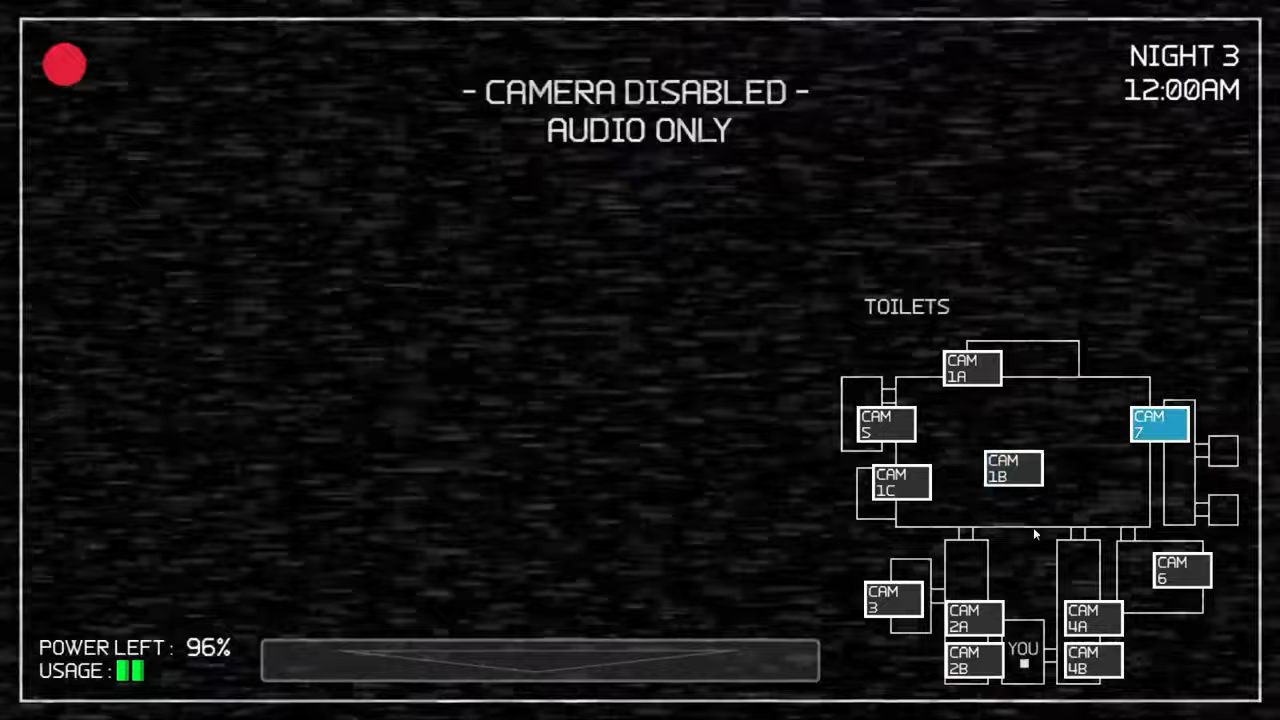 NIGHT 3
12:00AM
- CAMERA DISABLED -
AUDIO ONLY
TOILETS
CAM
1A
CAM
5
CAM
7
CAM
1B
CAM
1C
CAM
6
CAM
3
CAM
2A
CAM
4A
YOU
CAM
2B
CAM
4B
POWER LEFT : 96%
USAGE :